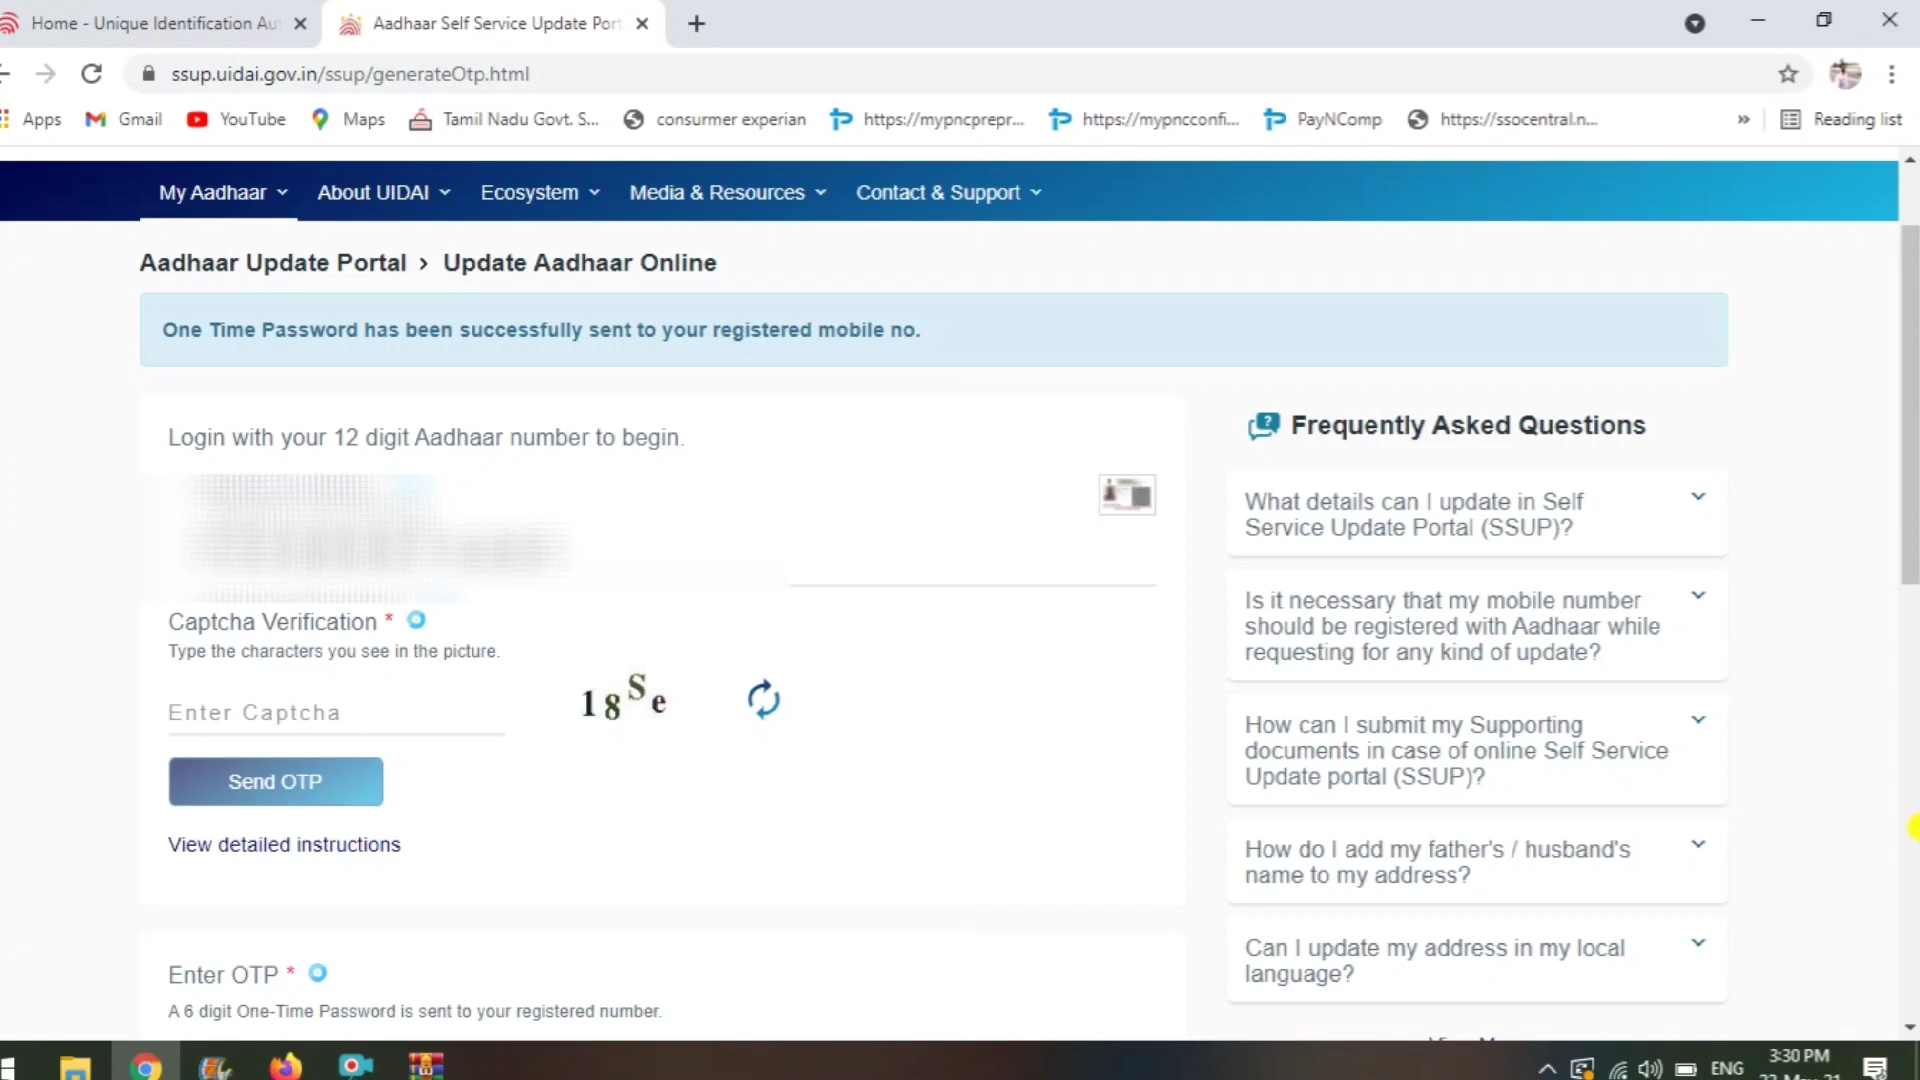 Home - Unique Identification Au
Aadhaar Self Service Update Port
ssup.uidai.gov.in/ssup/generateOtp.html
Apps
Gmail
YouTube
Maps
Tamil Nadu Govt. S...
consurmer experian
https://mypncprepr...
https://mypncconfi...
PayNComp
https://ssocentral.n...
»
Reading list
My Aadhaar
About UIDAI
Ecosystem
Media & Resources
Contact & Support
Aadhaar Update Portal > Update Aadhaar Online
One Time Password has been successfully sent to your registered mobile no.
Login with your 12 digit Aadhaar number to begin.
Captcha Verification *
Type the characters you see in the picture.
Enter Captcha
18Se
Send OTP
View detailed instructions
Enter OTP *
A 6 digit One-Time Password is sent to your registered number.
Frequently Asked Questions
What details can I update in Self
Service Update Portal (SSUP)?
Is it necessary that my mobile number
should be registered with Aadhaar while
requesting for any kind of update?
How can I submit my Supporting
documents in case of online Self Service
Update portal (SSUP)?
How do I add my father's / husband's
name to my address?
Can I update my address in my local
language?
ENG
3:30 PM